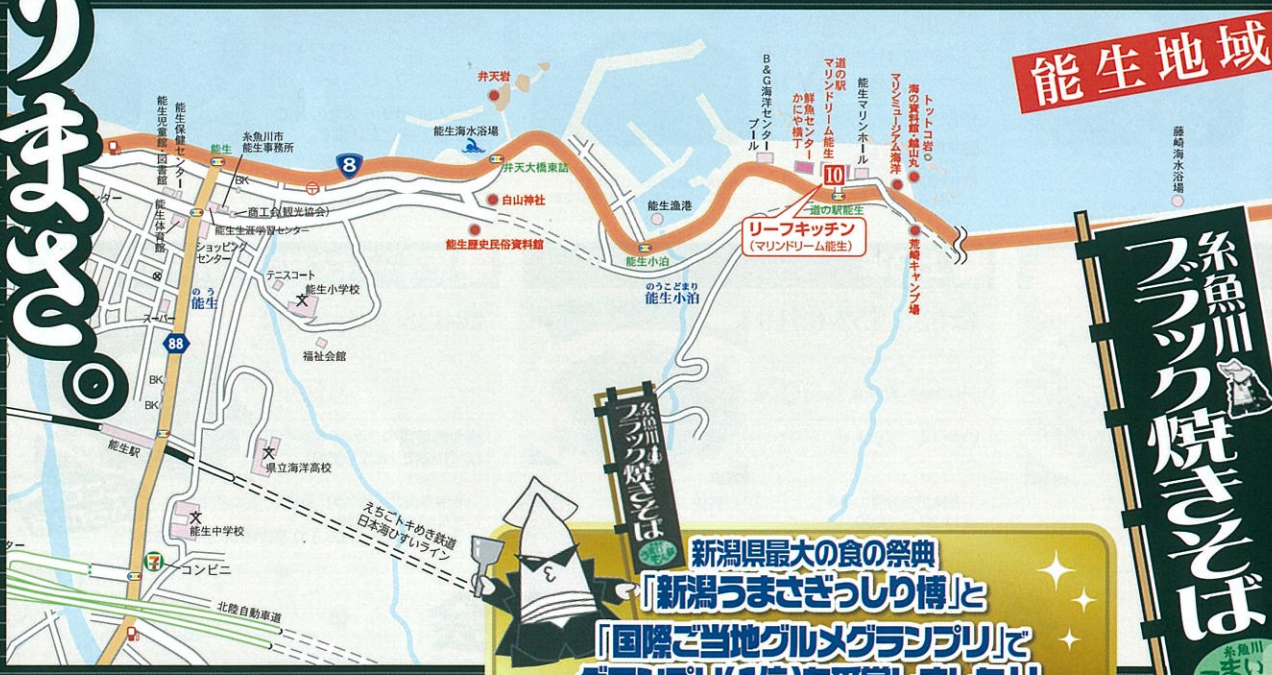 りまさ。
能生地域
弁天岩
能生海水浴場
8
弁天大橋東詰
白山神社
能生歴史民俗資料館
能生児童館・図書館
能生保健センター
糸魚川市
能生事務所
能生
BK
商工会(観光協会)
能生生涯学習センター
能生体育館
ショッピング
センター
テニスコート
能生小学校
福祉会館
のう
能生
スーパー
88
BK
BK
能生駅
県立海洋高校
能生中学校
コンビニ
えちごトキめき鉄道
日本海ひすいライン
北陸自動車道
B&G海洋センター
プール
鮮魚センター
かにや横丁
道の駅
マリンドリーム能生
能生マリンホール
マリンミュージアム海洋
海の資料館・越山丸
トットコ岩
藤崎海水浴場
10
道の駅能生
リーフキッチン
(マリンドリーム能生)
荒崎キャンプ場
能生漁港
能生小泊
のうこどまり
能生小泊
糸魚川
ブラック焼きそば
糸魚川
ブラック焼きそば
糸魚川
新潟県最大の食の祭典
「新潟うまさぎっしり博」と
「国際ご当地グルメグランプリ」で